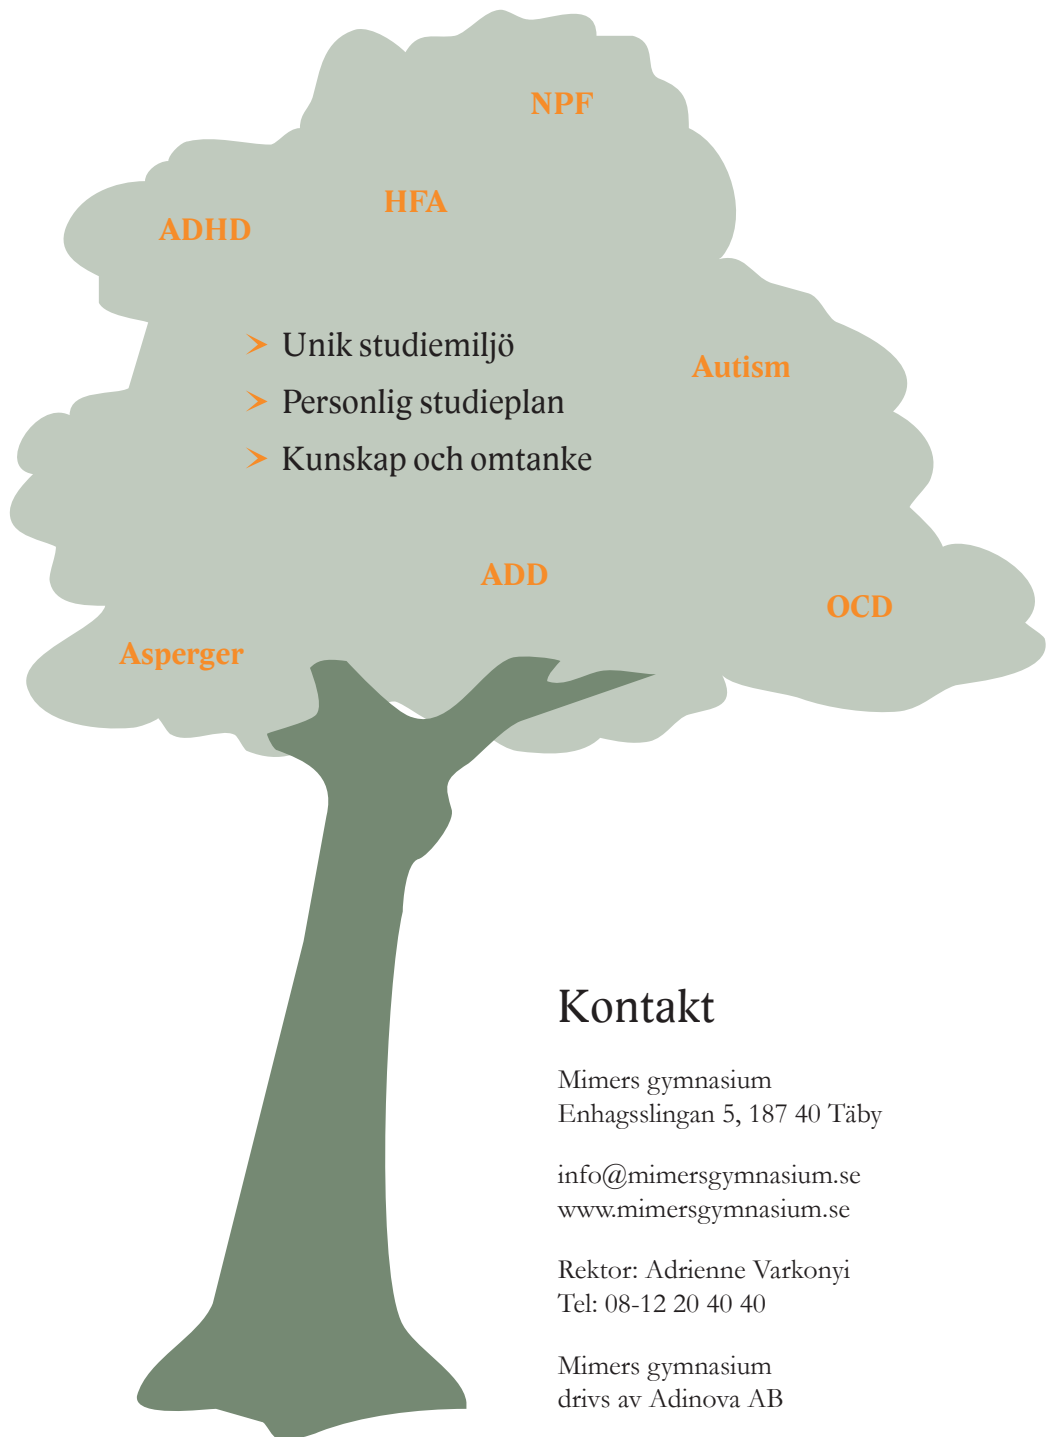 NPF
HFA
ADHD
Unik studiemiljö
Autism
Personlig studieplan
Kunskap och omtanke
ADD
OCD
Asperger
Kontakt
Mimers gymnasium
Enhagsslingan 5, 187 40 Täby
info@mimersgymnasium.se
www.mimersgymnasium.se
Rektor: Adrienne Varkonyi
Tel: 08-12 20 40 40
Mimers gymnasium
drivs av Adinova AB